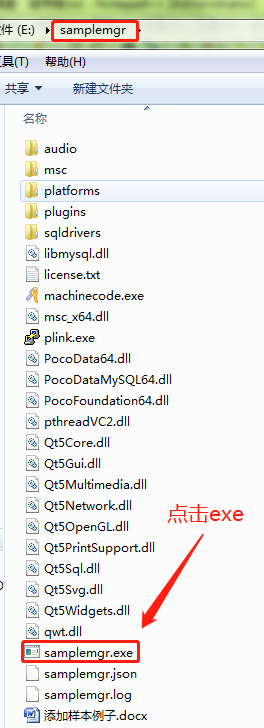 件 (E:) ▸ samplemgr ▸
工具(T) 帮助(H)
共享 ▼ 新建文件夹
名称
audio
msc
platforms
plugins
sqldrivers
libmysql.dll
license.txt
machinecode.exe
msc_x64.dll
plink.exe
PocoData64.dll
PocoDataMySQL64.dll
PocoFoundation64.dll
pthreadVC2.dll
Qt5Core.dll
Qt5Gui.dll
Qt5Multimedia.dll
Qt5Network.dll
点击exe
Qt5OpenGL.dll
Qt5PrintSupport.dll
Qt5Sql.dll
Qt5Svg.dll
Qt5Widgets.dll
qwt.dll
samplemgr.exe
samplemgr.json
samplemgr.log
添加样本例子.docx